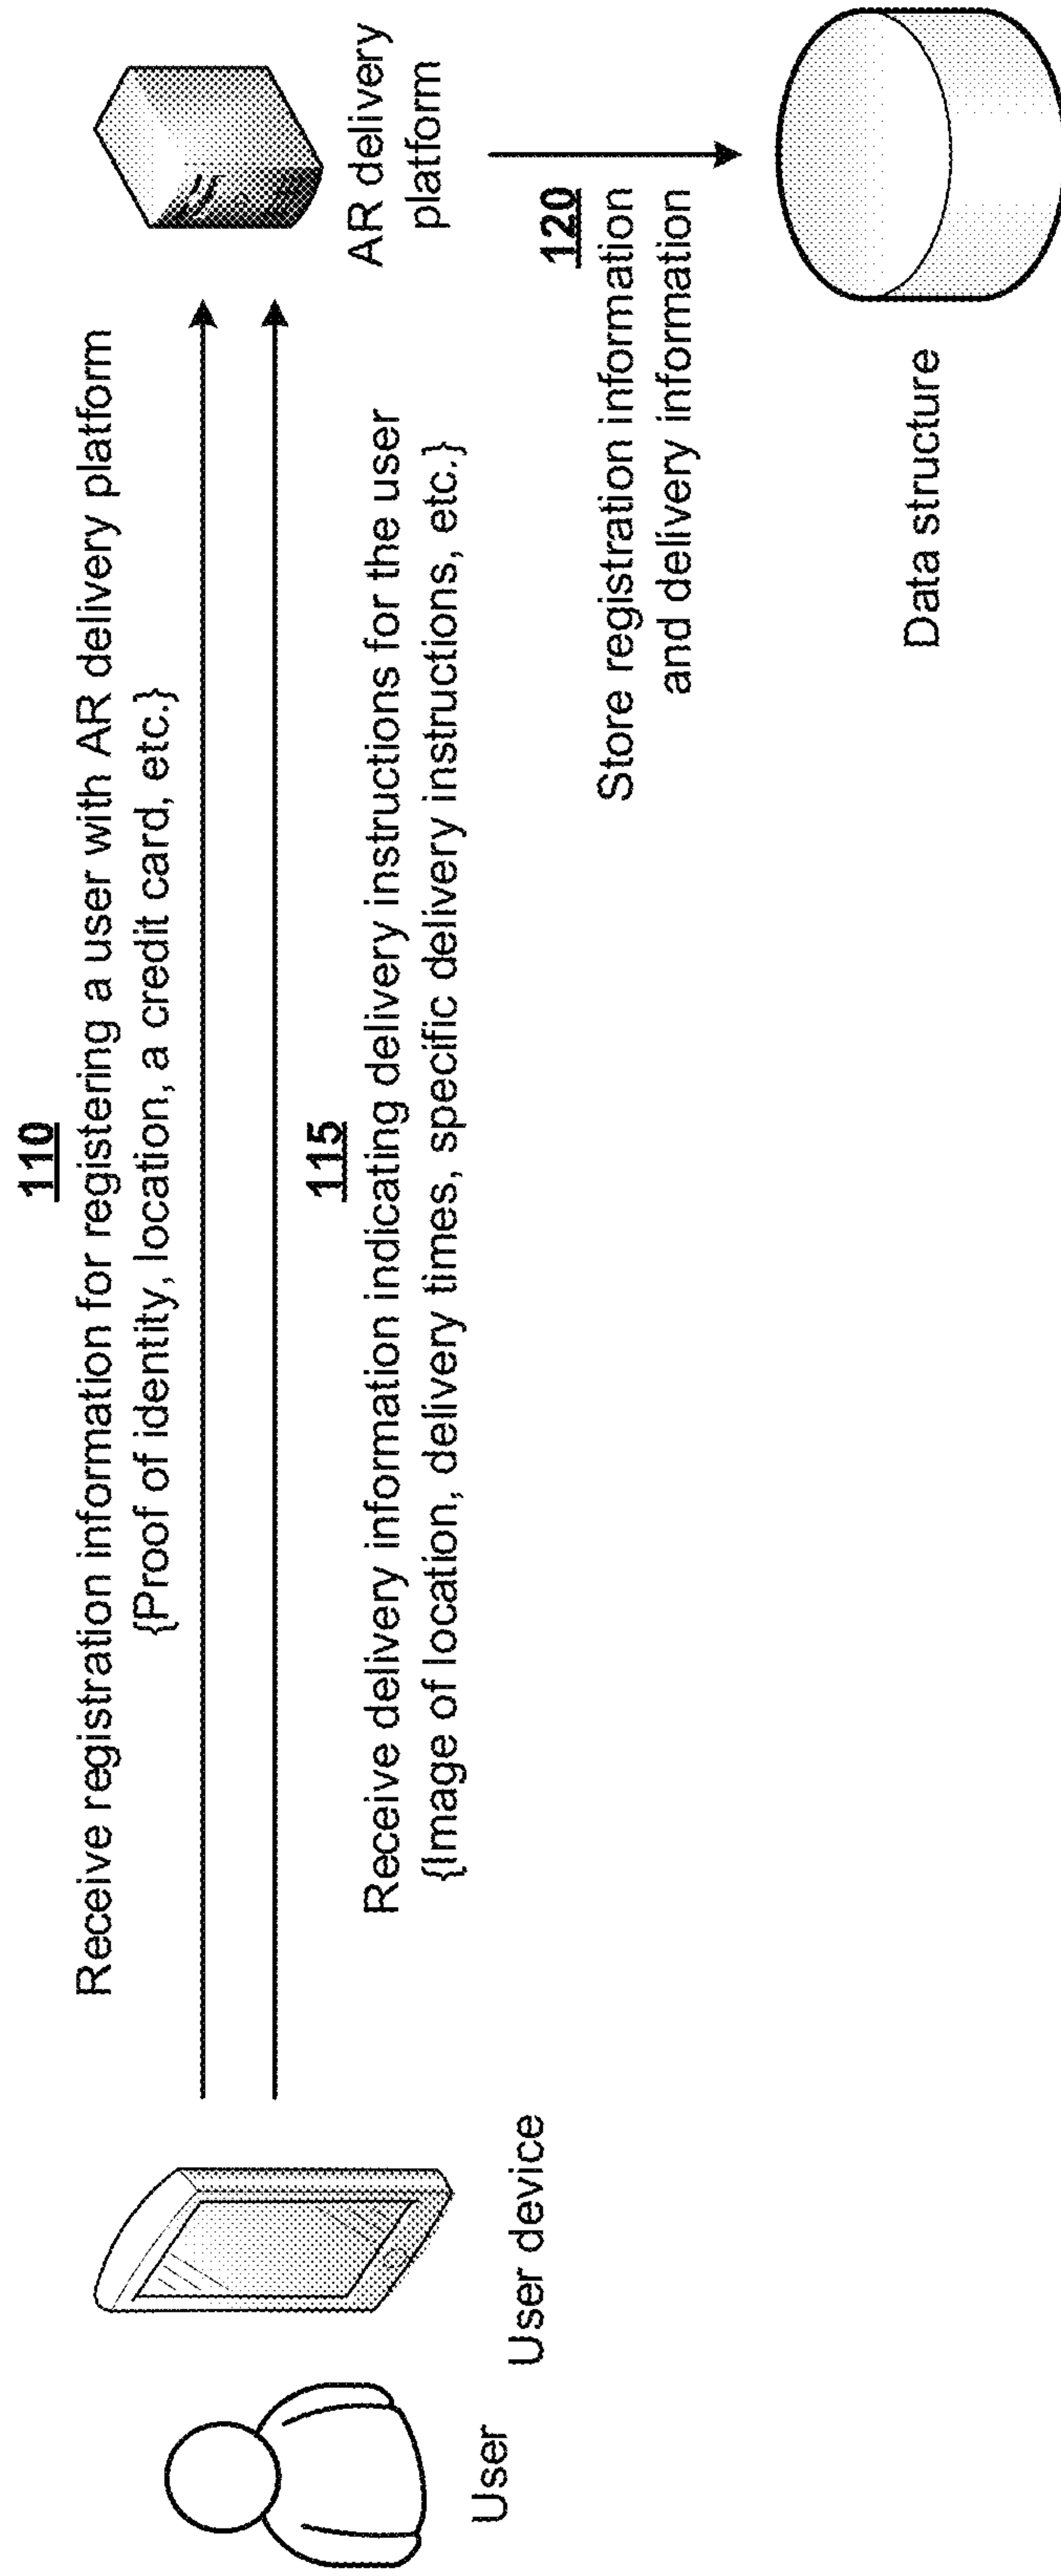 110
Receive registration information for registering a user with AR delivery platform
{Proof of identity, location, a credit card, etc.}
115
Receive delivery information indicating delivery instructions for the user
{Image of location, delivery times, specific delivery instructions, etc.}
User
User device
AR delivery
platform
120
Store registration information
and delivery information
Data structure